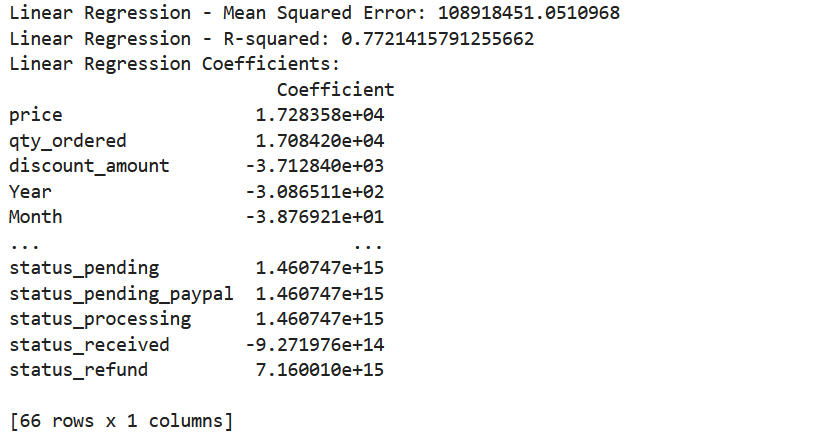 Linear Regression - Mean Squared Error: 108918451.0510968
Linear Regression - R-squared: 0.7721415791255662
Linear Regression Coefficients:
Coefficient
price 1.728358e+04
qty_ordered 1.708420e+04
discount_amount -3.712840e+03
Year -3.086511e+02
Month -3.876921e+01
... ...
status_pending 1.460747e+15
status_pending_paypal 1.460747e+15
status_processing 1.460747e+15
status_received -9.271976e+14
status_refund 7.160010e+15
[66 rows x 1 columns]